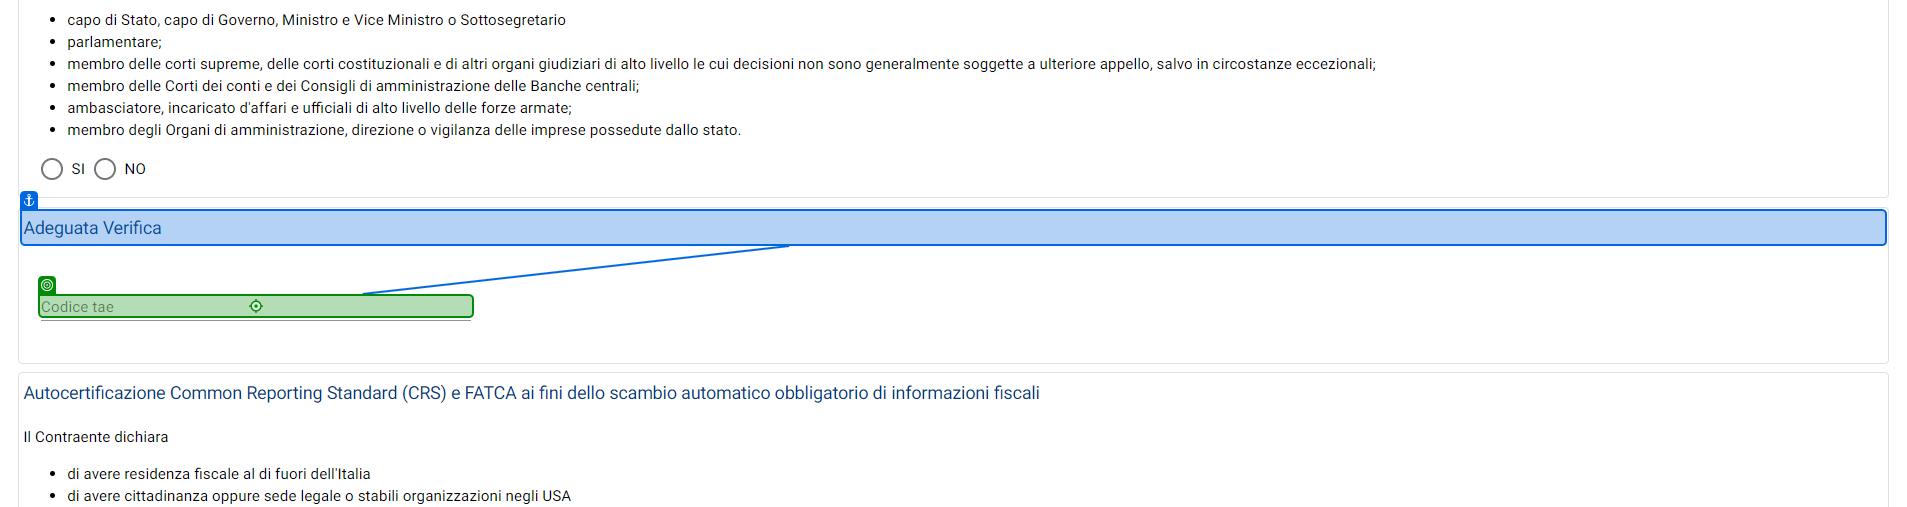 capo di Stato, capo di Governo, Ministro e Vice Ministro o Sottosegretario
parlamentare;
membro delle corti supreme, delle corti costituzionali e di altri organi giudiziari di alto livello le cui decisioni non sono generalmente soggette a ulteriore appello, salvo in circostanze eccezionali;
membro delle Corti dei conti e dei Consigli di amministrazione delle Banche centrali;
ambasciatore, incaricato d'affari e ufficiali di alto livello delle forze armate;
membro degli Organi di amministrazione, direzione o vigilanza delle imprese possedute dallo stato.
SI NO
Adeguata Verifica
Codice tae
Autocertificazione Common Reporting Standard (CRS) e FATCA ai fini dello scambio automatico obbligatorio di informazioni fiscali
Il Contraente dichiara
di avere residenza fiscale al di fuori dell'Italia
di avere cittadinanza oppure sede legale o stabili organizzazioni negli USA